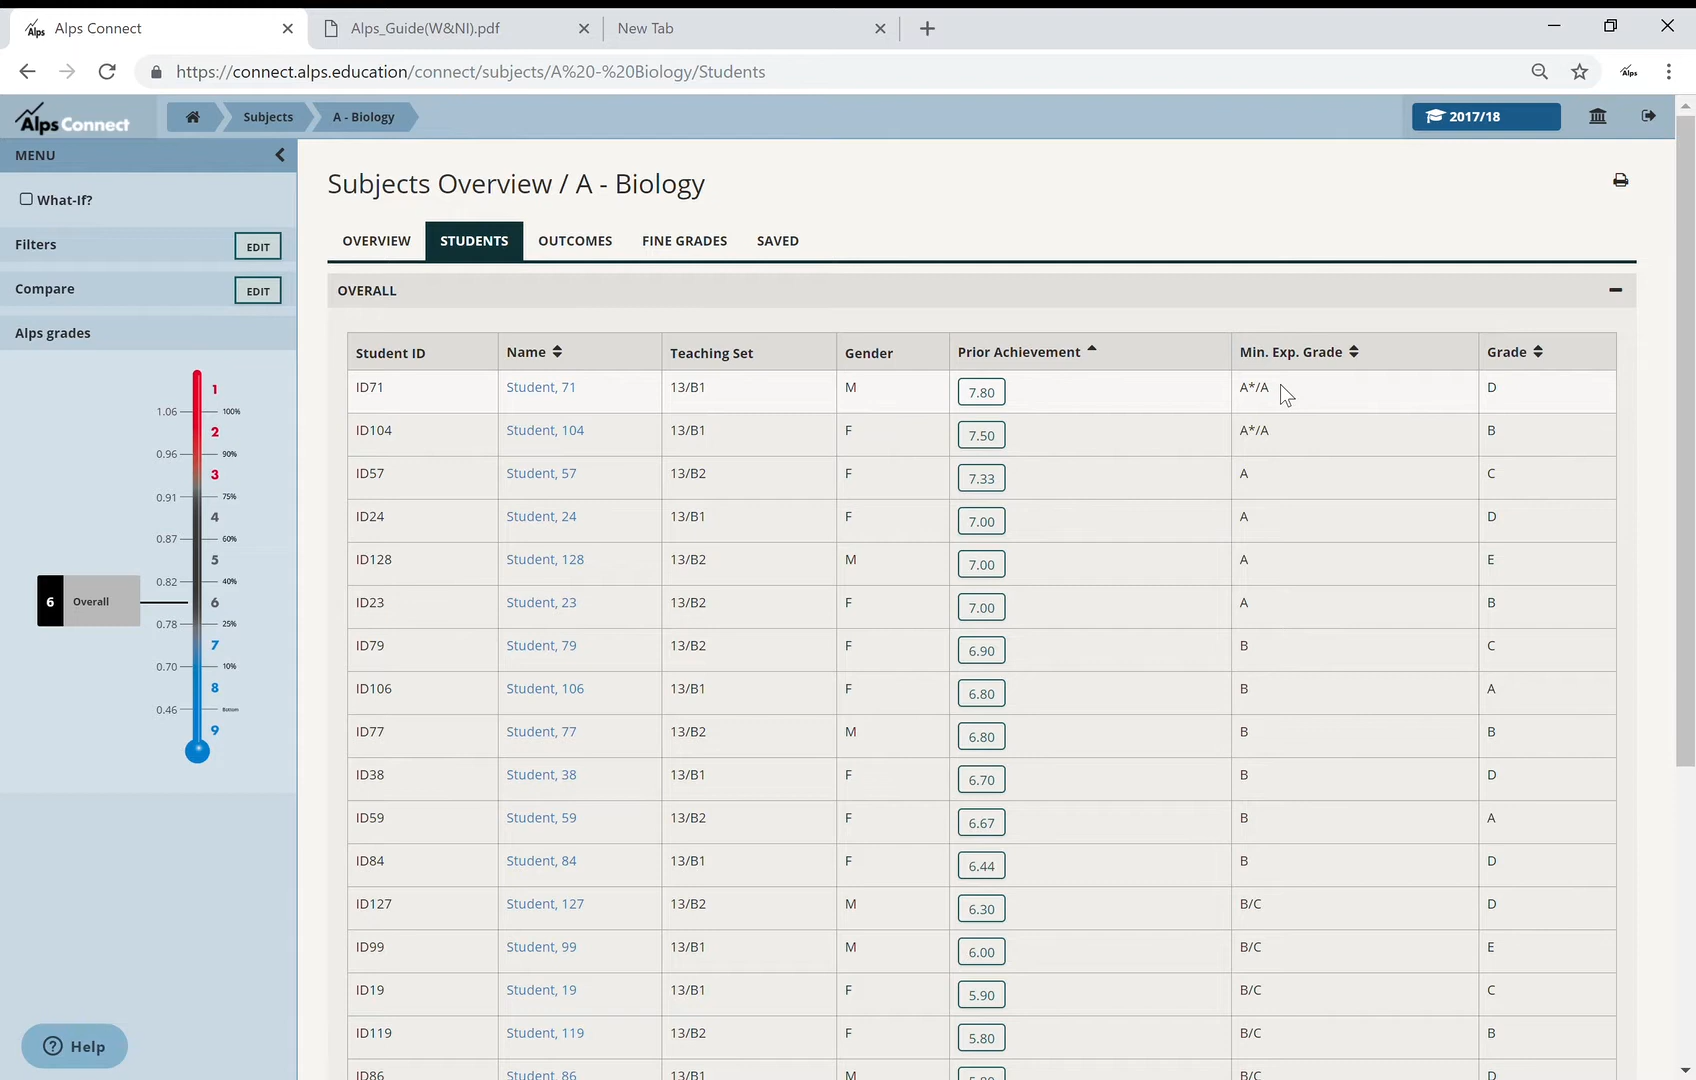 Alps Connect
Alps_Guide(W&NI).pdf
New Tab
https://connect.alps.education/connect/subjects/A%20-%20Biology/Students
Alps
Alps Connect
Subjects
A - Biology
2017/18
MENU
What-If?
Filters
EDIT
Compare
EDIT
Alps grades
1
1.06
100%
2
0.96
90%
3
0.91
75%
4
0.87
60%
5
0.82
40%
6 Overall
6
0.78
25%
7
0.70
10%
8
0.46
Bottom
9
Help
Subjects Overview / A - Biology
OVERVIEW STUDENTS OUTCOMES FINE GRADES SAVED
OVERALL
Student ID Name Teaching Set Gender Prior Achievement Min. Exp. Grade Grade
ID71 Student, 71 13/B1 M 7.80 A*/A D
ID104 Student, 104 13/B1 F 7.50 A*/A B
ID57 Student, 57 13/B2 F 7.33 A C
ID24 Student, 24 13/B1 F 7.00 A D
ID128 Student, 128 13/B2 M 7.00 A E
ID23 Student, 23 13/B2 F 7.00 A B
ID79 Student, 79 13/B2 F 6.90 B C
ID106 Student, 106 13/B1 F 6.80 B A
ID77 Student, 77 13/B2 M 6.80 B B
ID38 Student, 38 13/B1 F 6.70 B D
ID59 Student, 59 13/B2 F 6.67 B A
ID84 Student, 84 13/B1 F 6.44 B D
ID127 Student, 127 13/B2 M 6.30 B/C D
ID99 Student, 99 13/B1 M 6.00 B/C E
ID19 Student, 19 13/B1 F 5.90 B/C C
ID119 Student, 119 13/B2 F 5.80 B/C B
ID86 Student, 86 13/B1 M B/C D